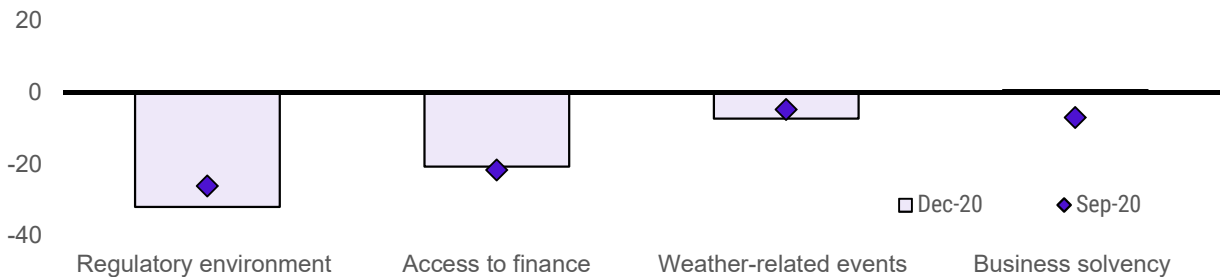 20
0
-20
-40
Dec-20 Sep-20
Regulatory environment Access to finance Weather-related events Business solvency